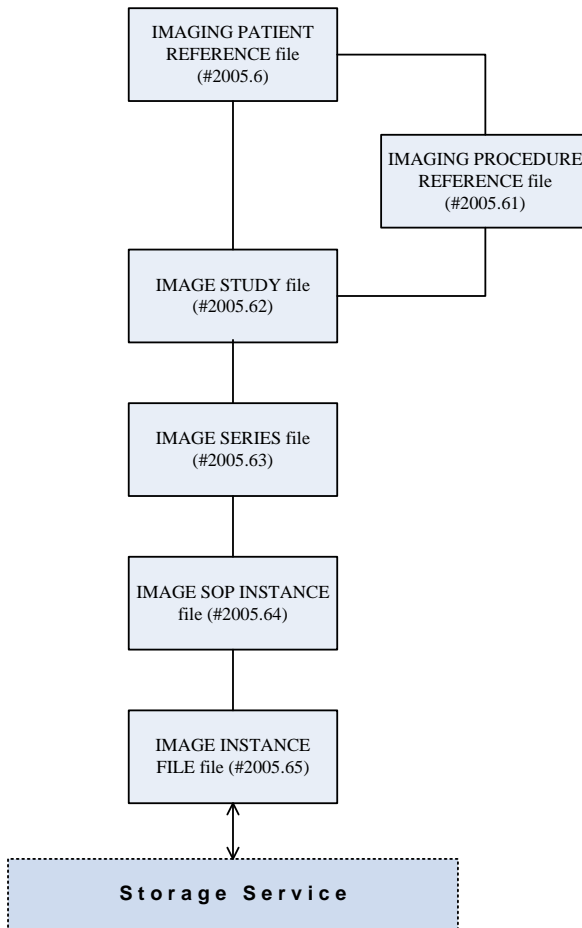 IMAGING PATIENT
REFERENCE file
(#2005.6)
IMAGING PROCEDURE
REFERENCE file
(#2005.61)
IMAGE STUDY file
(#2005.62)
IMAGE SERIES file
(#2005.63)
IMAGE SOP INSTANCE
file (#2005.64)
IMAGE INSTANCE
FILE file (#2005.65)
Storage Service